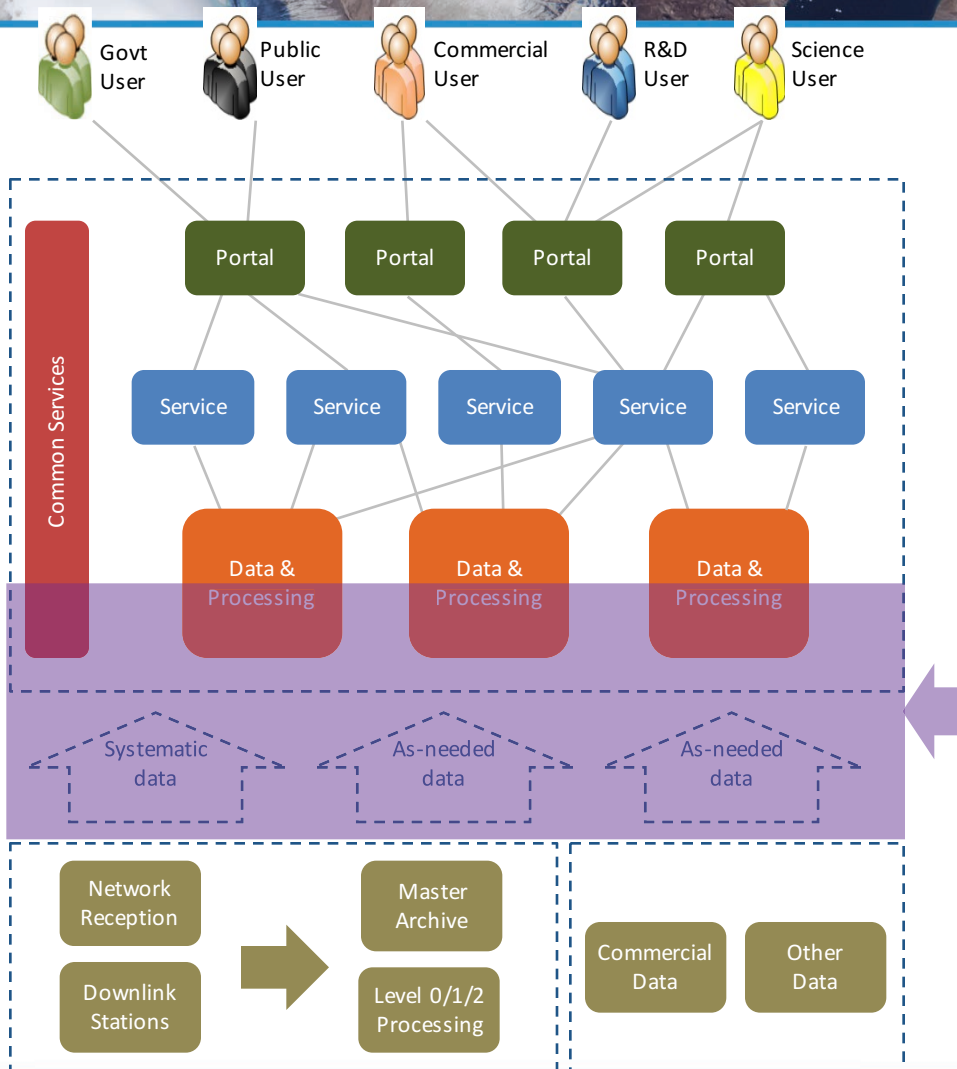 Govt
User
Public
User
Commercial
User
R&D
User
Science
User
Portal
Portal
Portal
Portal
Common Services
Service
Service
Service
Service
Service
Data &
Processing
Data &
Processing
Data &
Processing
Systematic
data
As-needed
data
As-needed
data
Network
Reception
Master
Archive
Downlink
Stations
Level 0/1/2
Processing
Commercial
Data
Other
Data